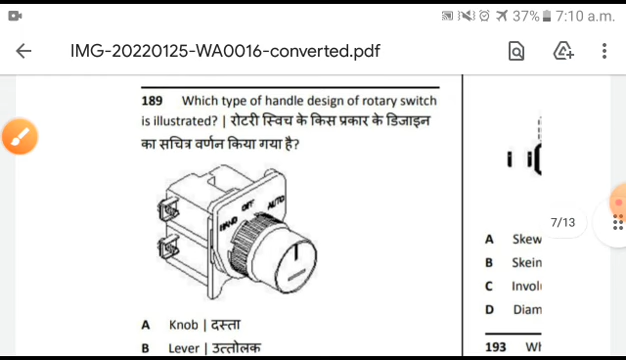 37% 7:10 a.m.
IMG-20220125-WA0016-converted.pdf
189 Which type of handle design of rotary switch
is illustrated? | रोटरी स्विच के किस प्रकार के डिजाइन
का सचित्र वर्णन किया गया है?
HAND OFF AUTO
A Knob | दस्ता
B Lever | उत्तोलक
7/13
A Skew
B Skein
C Invol
D Diam
193 Wh